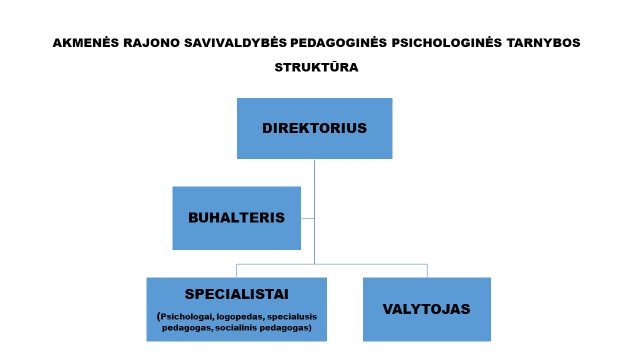 AKMENĖS RAJONO SAVIVALDYBĖS PEDAGOGINĖS PSICHOLOGINĖS TARNYBOS
STRUKTŪRA
DIREKTORIUS
BUHALTERIS
SPECIALISTAI
(Psichologai, logopedas, specialusis
pedagogas, socialinis pedagogas)
VALYTOJAS